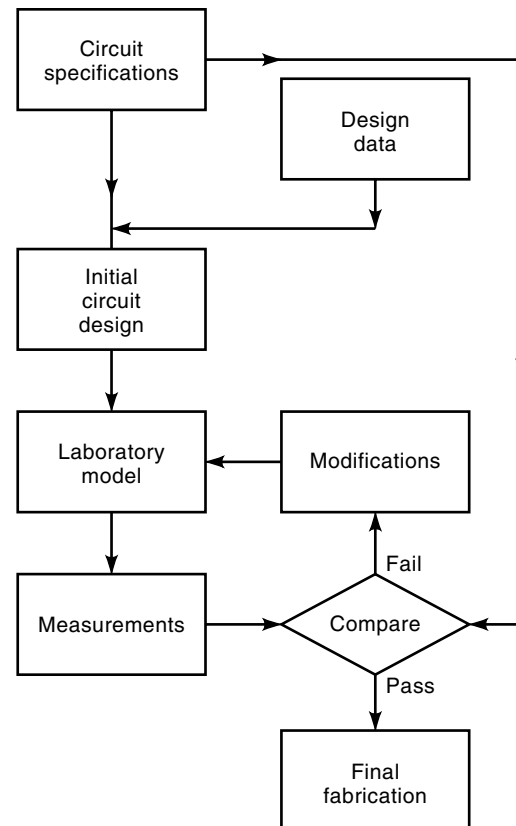 Circuit
specifications
Design
data
Initial
circuit
design
Laboratory
model
Modifications
Fail
Measurements
Compare
Pass
Final
fabrication